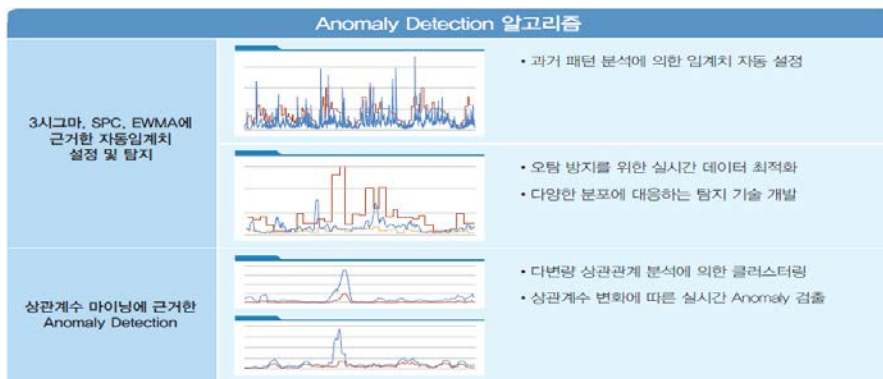 Anomaly Detection 알고리즘
3시그마, SPC, EWMA에
근거한 자동임계치
설정 및 탐지
• 과거 패턴 분석에 의한 임계치 자동 설정
• 오탐 방지를 위한 실시간 데이터 최적화
• 다양한 분포에 대응하는 탐지 기술 개발
상관계수 마이닝에 근거한
Anomaly Detection
• 다변량 상관관계 분석에 의한 클러스터링
• 상관계수 변화에 따른 실시간 Anomaly 검출